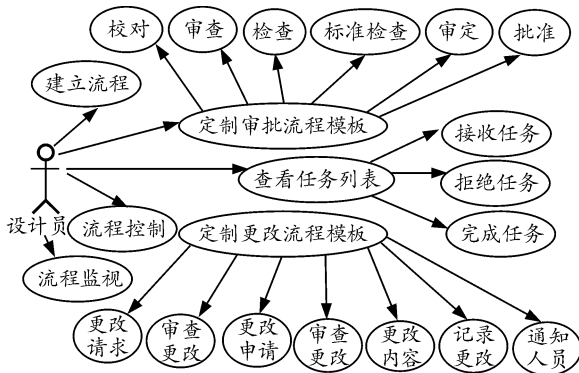 校对
审查
检查
标准检查
审定
批准
建立流程
定制审批流程模板
接收任务
查看任务列表
拒绝任务
设计员
流程控制
定制更改流程模板
完成任务
流程监视
更改
请求
审查
更改
更改
申请
审查
更改
更改
内容
记录
更改
通知
人员